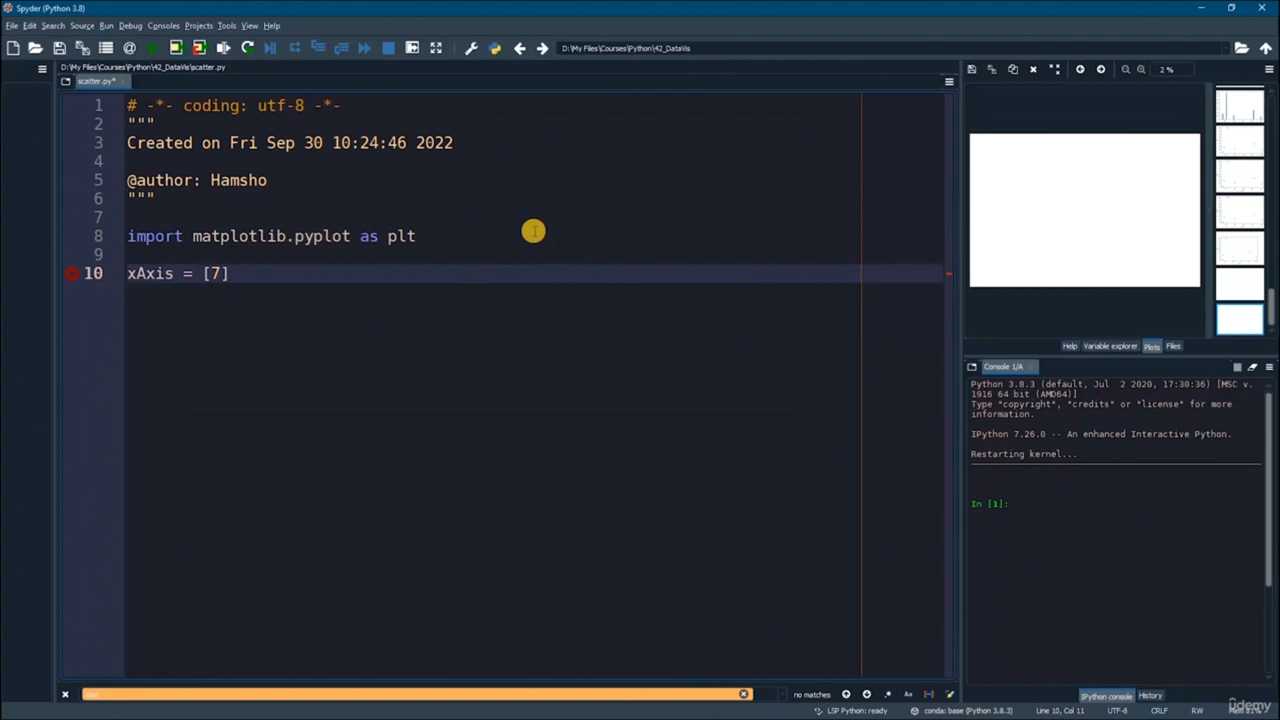 Spyder (Python 3.8)
File Edit Search Source Run Debug Consoles Projects Tools View Help
D:\My Files\Courses\Python\42_DataVis
D:\My Files\Courses\Python\42_DataVis\scatter.py
scatter.py*
2 %
1 # -*- coding: utf-8 -*-
2 """
3 Created on Fri Sep 30 10:24:46 2022
4
5 @author: Hamsho
6 """
7
8 import matplotlib.pyplot as plt
9
10 xAxis = [7]
Help Variable explorer Plots Files
Console 1/A
Python 3.8.3 (default, Jul 2 2020, 17:30:36) [MSC v.
1916 64 bit (AMD64)]
Type "copyright", "credits" or "license" for more
information.
IPython 7.26.0 -- An enhanced Interactive Python.
Restarting kernel...
In [1]:
no matches
Aa
IPython console History
LSP Python: ready conda: base (Python 3.8.3) Line 10, Col 11 UTF-8 CRLF RW
ûdemy